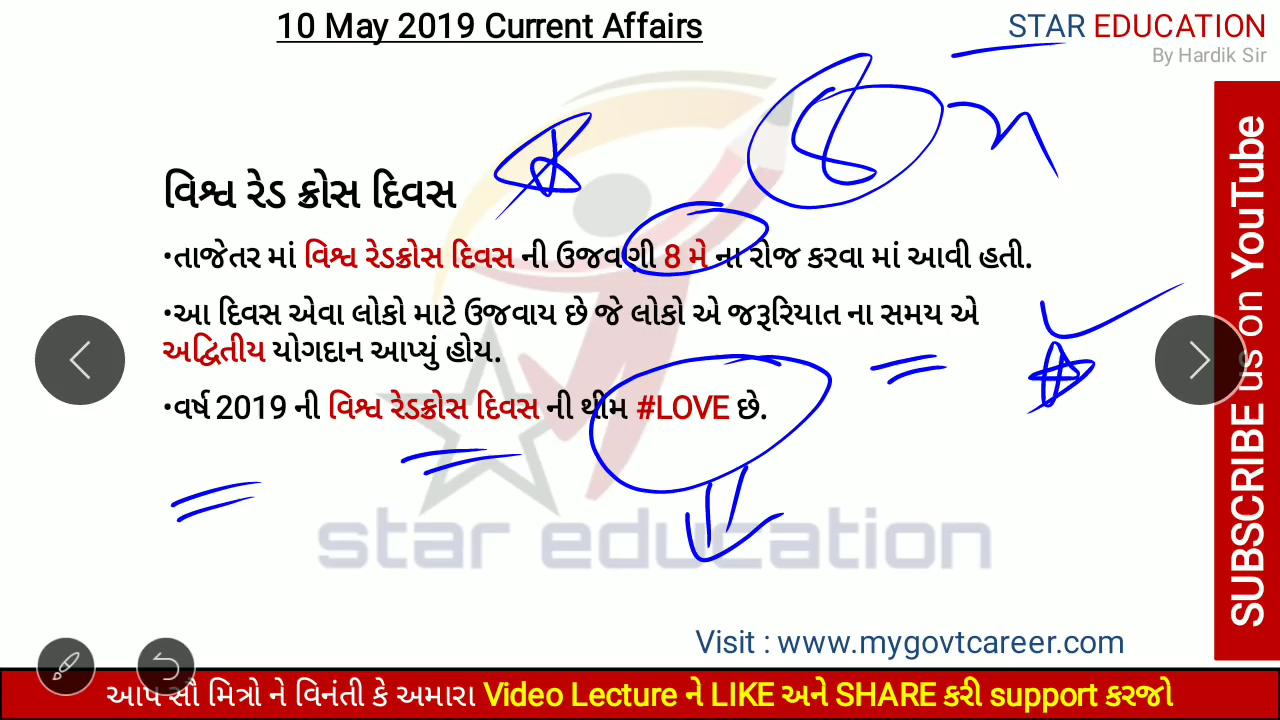 10 May 2019 Current Affairs
STAR EDUCATION
By Hardik Sir
8 મે
વિશ્વ રેડ ક્રોસ દિવસ
•તાજેતર માં વિશ્વ રેડક્રોસ દિવસ ની ઉજવણી 8 મે ના રોજ કરવા માં આવી હતી.
•આ દિવસ એવા લોકો માટે ઉજવાય છે જે લોકો એ જરૂરિયાત ના સમય એ
અદ્વિતીય યોગદાન આપ્યું હોય.
•વર્ષ 2019 ની વિશ્વ રેડક્રોસ દિવસ ની થીમ #LOVE છે.
star education
Visit : www.mygovtcareer.com
SUBSCRIBE us on YouTube
આપ સૌ મિત્રો ને વિનંતી કે અમારા Video Lecture ને LIKE અને SHARE કરી support કરજો